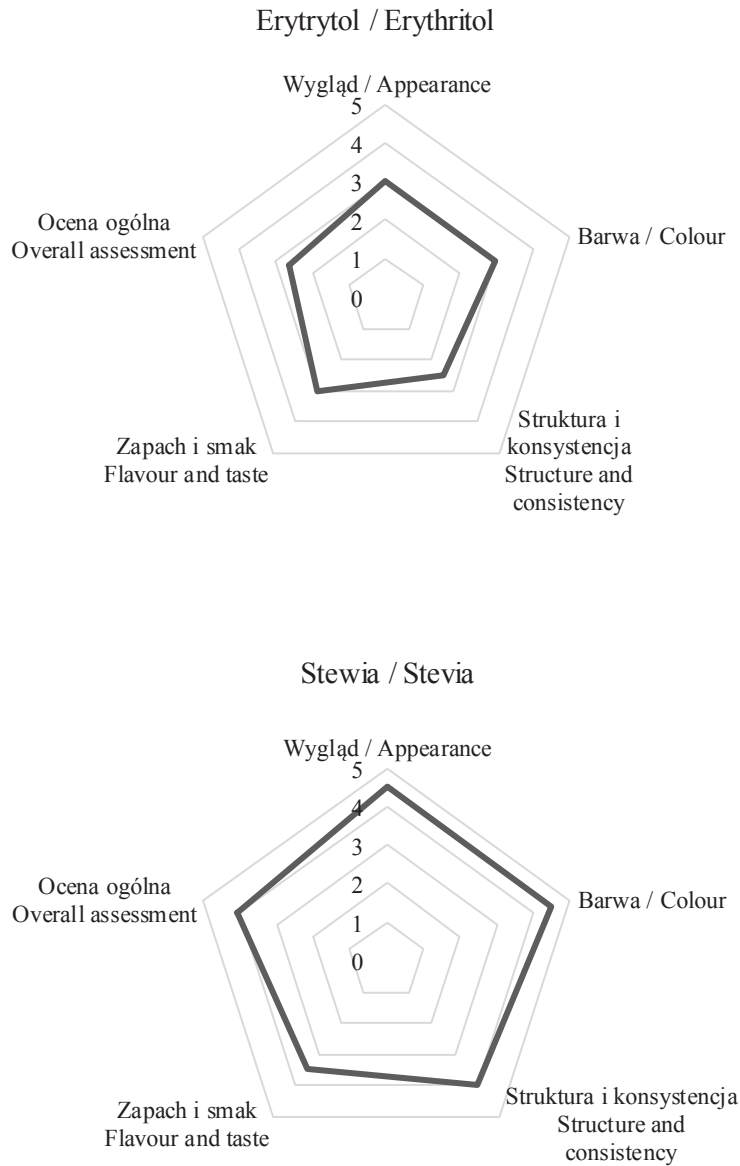 Erytrytol / Erythritol
Wygląd / Appearance
5
4
3
2
1
0
Barwa / Colour
Struktura i
konsystencja
Structure and
consistency
Zapach i smak
Flavour and taste
Ocena ogólna
Overall assessment
Stewia / Stevia
Wygląd / Appearance
5
4
3
2
1
0
Barwa / Colour
Struktura i konsystencja
Structure and
consistency
Zapach i smak
Flavour and taste
Ocena ogólna
Overall assessment